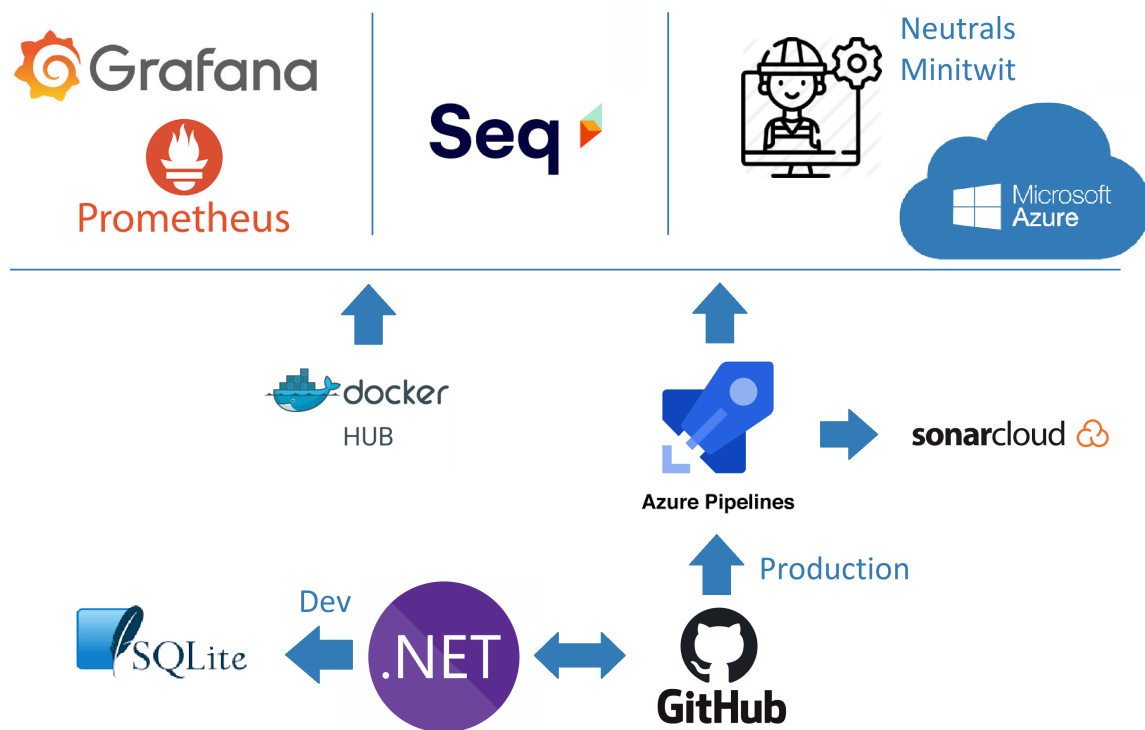 Grafana
Prometheus
Seq
Neutrals
Minitwit
Microsoft
Azure
docker
HUB
Azure Pipelines
sonarcloud
Production
Dev
SQLite
.NET
GitHub